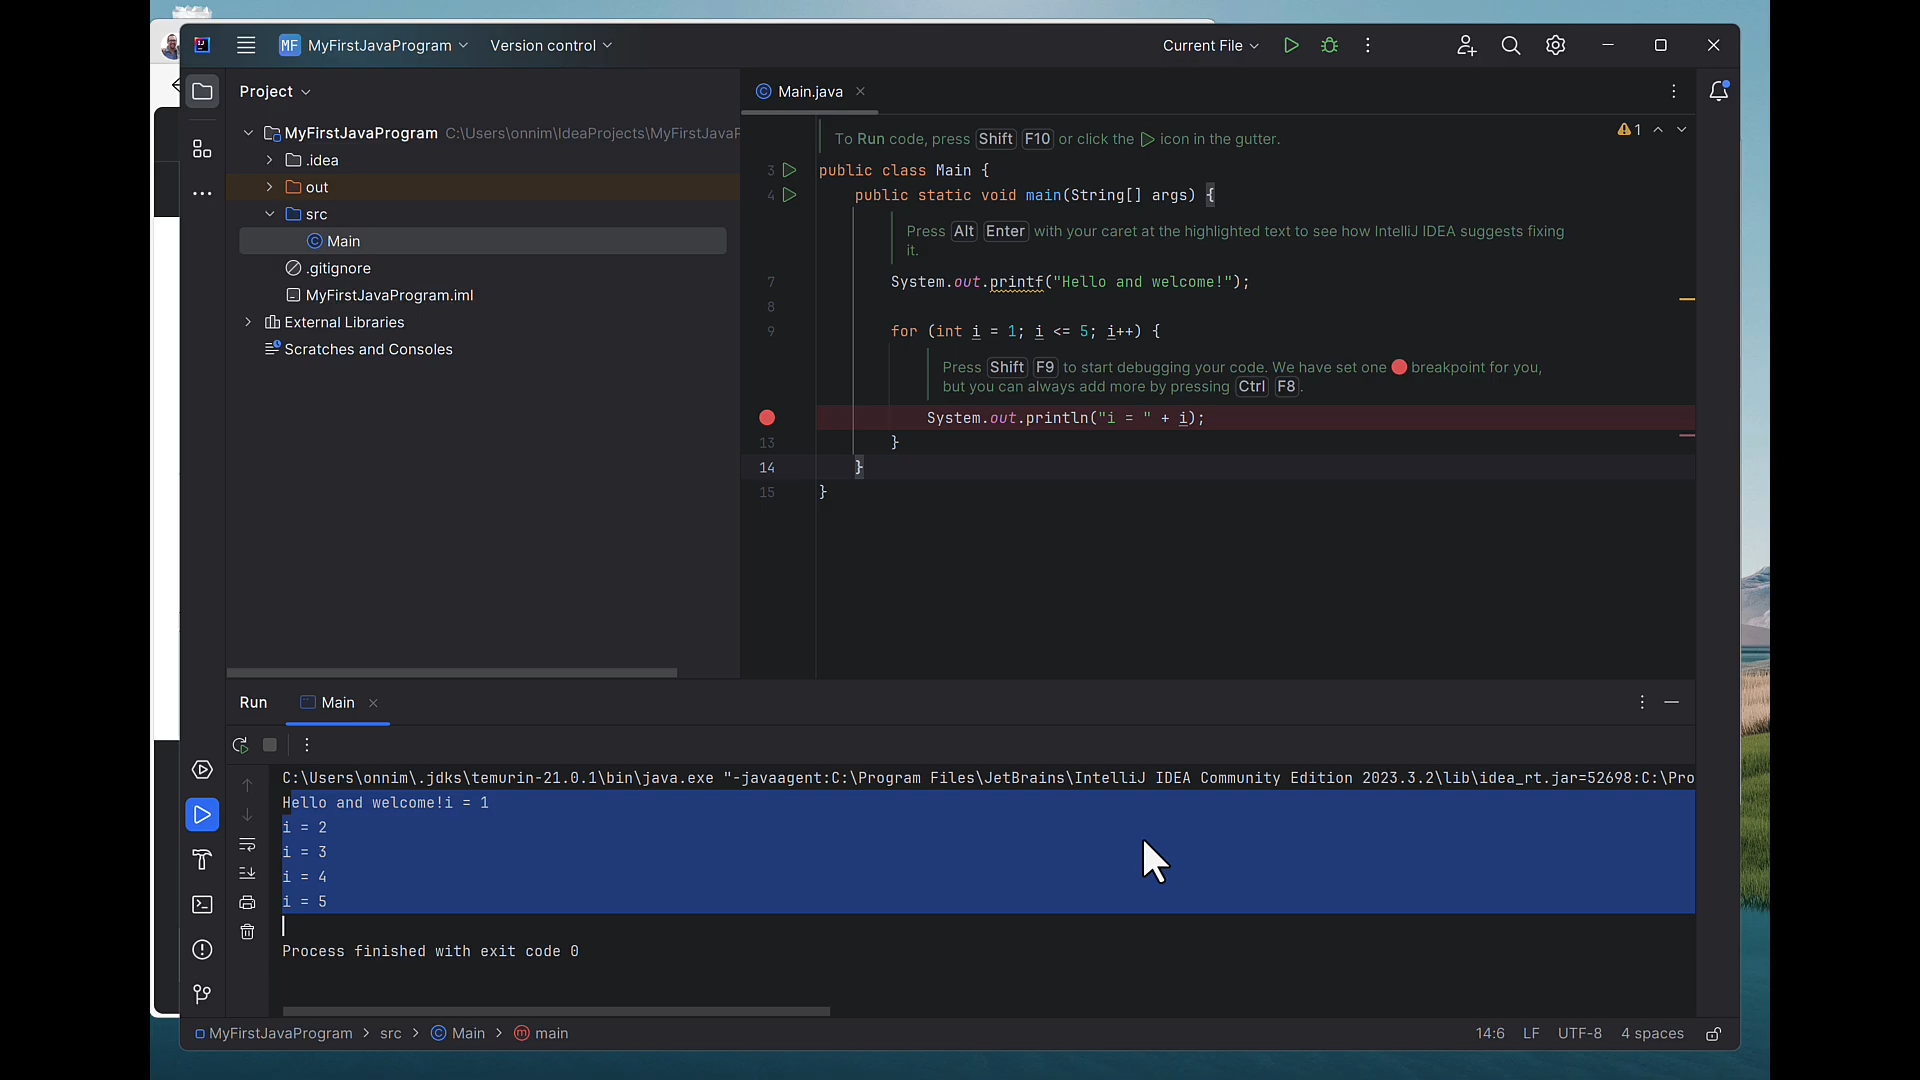 MF MyFirstJavaProgram Version control Current File
Project Main.java
MyFirstJavaProgram C:\Users\onnim\IdeaProjects\MyFirstJavaP
.idea
out
src
Main
.gitignore
MyFirstJavaProgram.iml
External Libraries
Scratches and Consoles
To Run code, press Shift F10 or click the icon in the gutter.
1
3 public class Main {
4 public static void main(String[] args) {
Press Alt Enter with your caret at the highlighted text to see how IntelliJ IDEA suggests fixing
it.
7 System.out.printf("Hello and welcome!");
8
9 for (int i = 1; i <= 5; i++) {
Press Shift F9 to start debugging your code. We have set one breakpoint for you,
but you can always add more by pressing Ctrl F8.
System.out.println("i = " + i);
13 }
14 }
15 }
Run Main
C:\Users\onnim\.jdks\temurin-21.0.1\bin\java.exe "-javaagent:C:\Program Files\JetBrains\IntelliJ IDEA Community Edition 2023.3.2\lib\idea_rt.jar=52698:C:\Pro
Hello and welcome!i = 1
i = 2
i = 3
i = 4
i = 5
Process finished with exit code 0
MyFirstJavaProgram > src > Main > main 14:6 LF UTF-8 4 spaces